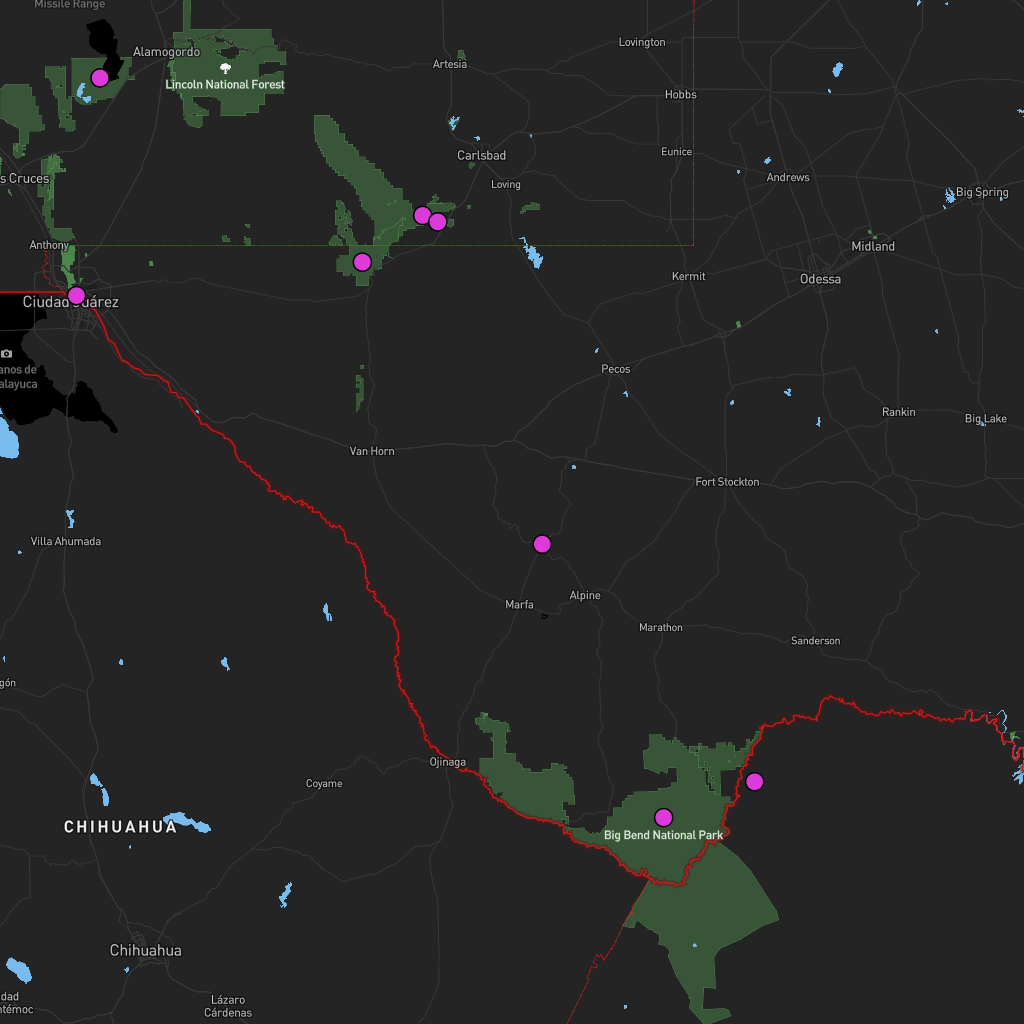 Missile Range
Lovington
Alamogordo
Artesia
Lincoln National Forest
Hobbs
Carlsbad
Eunice
s Cruces
Loving
Andrews
Big Spring
Anthony
Midland
Kermit
Odessa
Ciudad Juárez
anos de
alayuca
Pecos
Rankin
Big Lake
Van Horn
Fort Stockton
Villa Ahumada
Marfa
Alpine
Marathon
Sanderson
gón
Ojinaga
Coyame
CHIHUAHUA
Big Bend National Park
Chihuahua
dad
ntémoc
Lázaro
Cárdenas